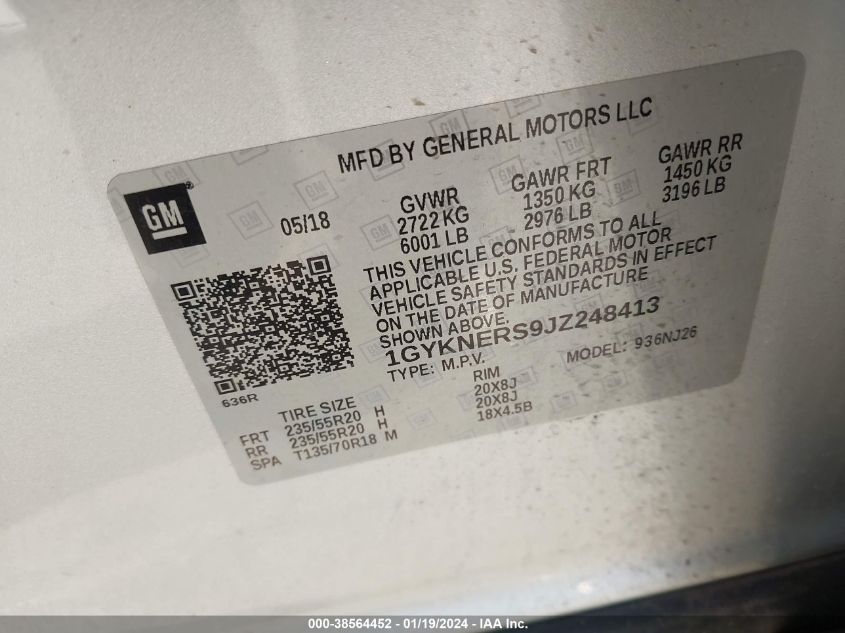 MFD BY GENERAL MOTORS LLC
GM ®
05/18
GVWR GAWR FRT GAWR RR
2722 KG 1350 KG 1450 KG
6001 LB 2976 LB 3196 LB
THIS VEHICLE CONFORMS TO ALL
APPLICABLE U.S. FEDERAL MOTOR
VEHICLE SAFETY STANDARDS IN EFFECT
ON THE DATE OF MANUFACTURE
SHOWN ABOVE.
1GYKNERS9JZ248413
TYPE: M.P.V. MODEL: 936NJ26
636R
TIRE SIZE RIM
FRT 235/55R20 H 20X8J
RR 235/55R20 H 20X8J
SPA T135/70R18 M 18X4.5B
000-38564452 - 01/19/2024 - IAA Inc.